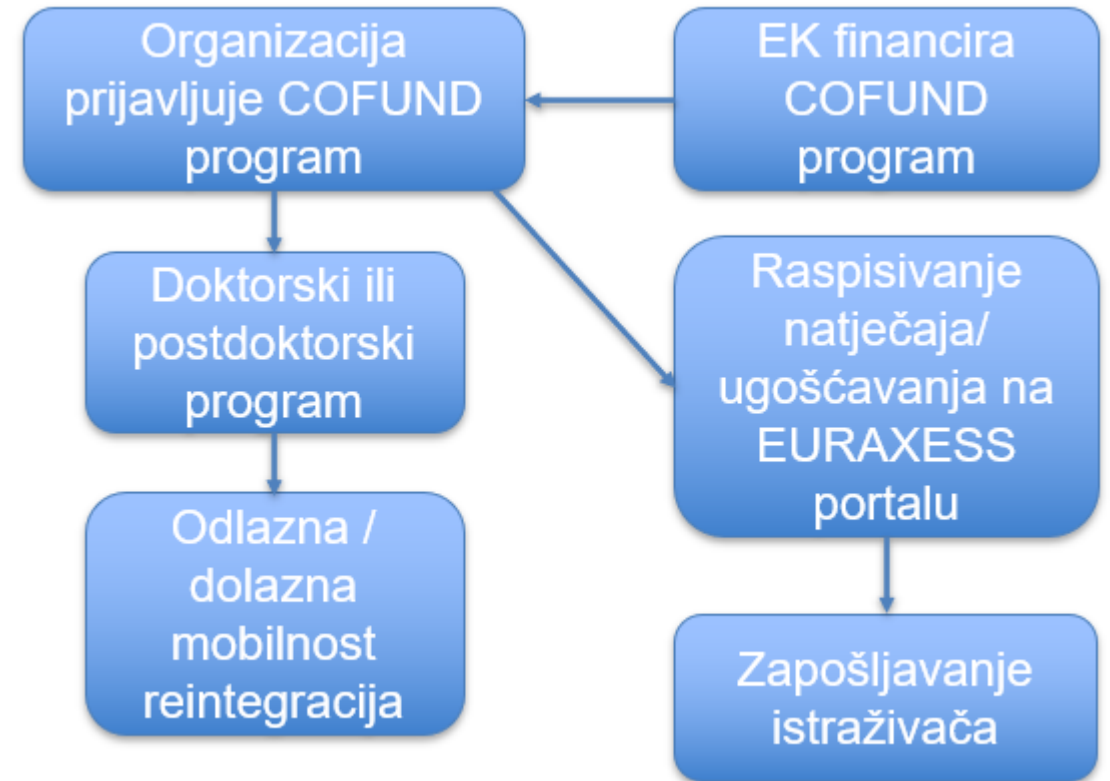 Organizacija
prijavljuje COFUND
program
EK financira
COFUND
program
Doktorski ili
postdoktorski
program
Raspisivanje
natječaja/
ugošćavanja na
EURAXESS
portalu
Odlazna /
dolazna
mobilnost
reintegracija
Zapošljavanje
istraživača